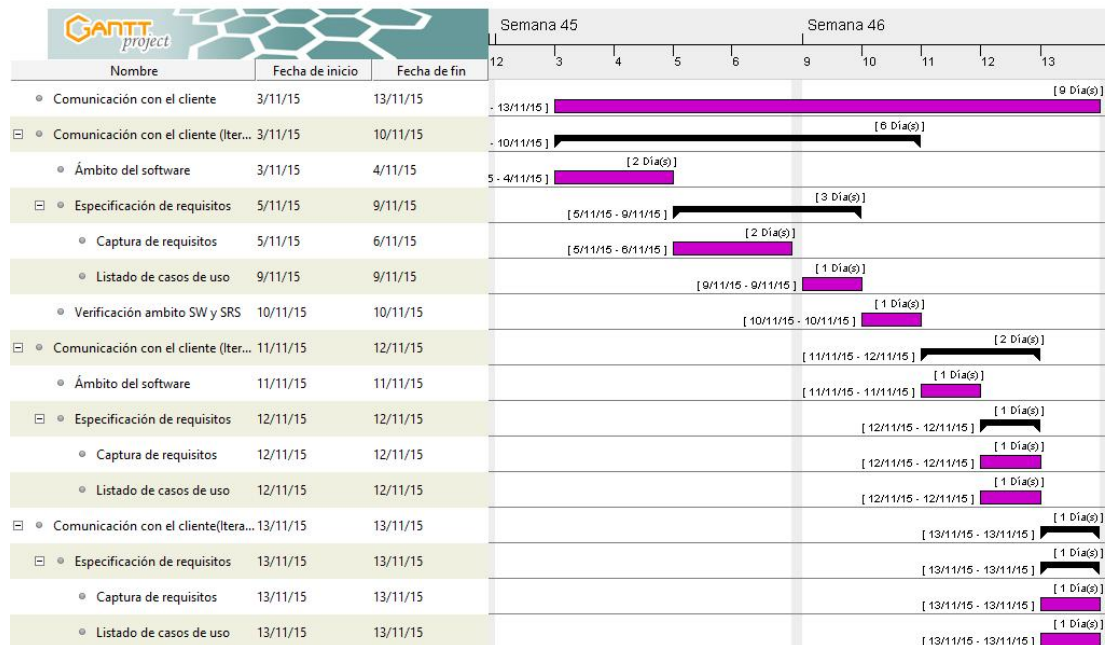 GANTT project
Semana 45 Semana 46
12 3 4 5 6 9 10 11 12 13
Nombre Fecha de inicio Fecha de fin
Comunicación con el cliente 3/11/15 13/11/15 - 13/11/15 ] [ 9 Día(s) ]
Comunicación con el cliente (Iter... 3/11/15 10/11/15 - 10/11/15 ] [ 6 Día(s) ]
Ámbito del software 3/11/15 4/11/15 5 - 4/11/15 ] [ 2 Día(s) ]
Especificación de requisitos 5/11/15 9/11/15 [ 5/11/15 - 9/11/15 ] [ 3 Día(s) ]
Captura de requisitos 5/11/15 6/11/15 [ 5/11/15 - 6/11/15 ] [ 2 Día(s) ]
Listado de casos de uso 9/11/15 9/11/15 [ 9/11/15 - 9/11/15 ] [ 1 Día(s) ]
Verificación ambito SW y SRS 10/11/15 10/11/15 [ 10/11/15 - 10/11/15 ] [ 1 Día(s) ]
Comunicación con el cliente (Iter... 11/11/15 12/11/15 [ 11/11/15 - 12/11/15 ] [ 2 Día(s) ]
Ámbito del software 11/11/15 11/11/15 [ 11/11/15 - 11/11/15 ] [ 1 Día(s) ]
Especificación de requisitos 12/11/15 12/11/15 [ 12/11/15 - 12/11/15 ] [ 1 Día(s) ]
Captura de requisitos 12/11/15 12/11/15 [ 12/11/15 - 12/11/15 ] [ 1 Día(s) ]
Listado de casos de uso 12/11/15 12/11/15 [ 12/11/15 - 12/11/15 ] [ 1 Día(s) ]
Comunicación con el cliente(Itera... 13/11/15 13/11/15 [ 13/11/15 - 13/11/15 ] [ 1 Día(s) ]
Especificación de requisitos 13/11/15 13/11/15 [ 13/11/15 - 13/11/15 ] [ 1 Día(s) ]
Captura de requisitos 13/11/15 13/11/15 [ 13/11/15 - 13/11/15 ] [ 1 Día(s) ]
Listado de casos de uso 13/11/15 13/11/15 [ 13/11/15 - 13/11/15 ] [ 1 Día(s) ]